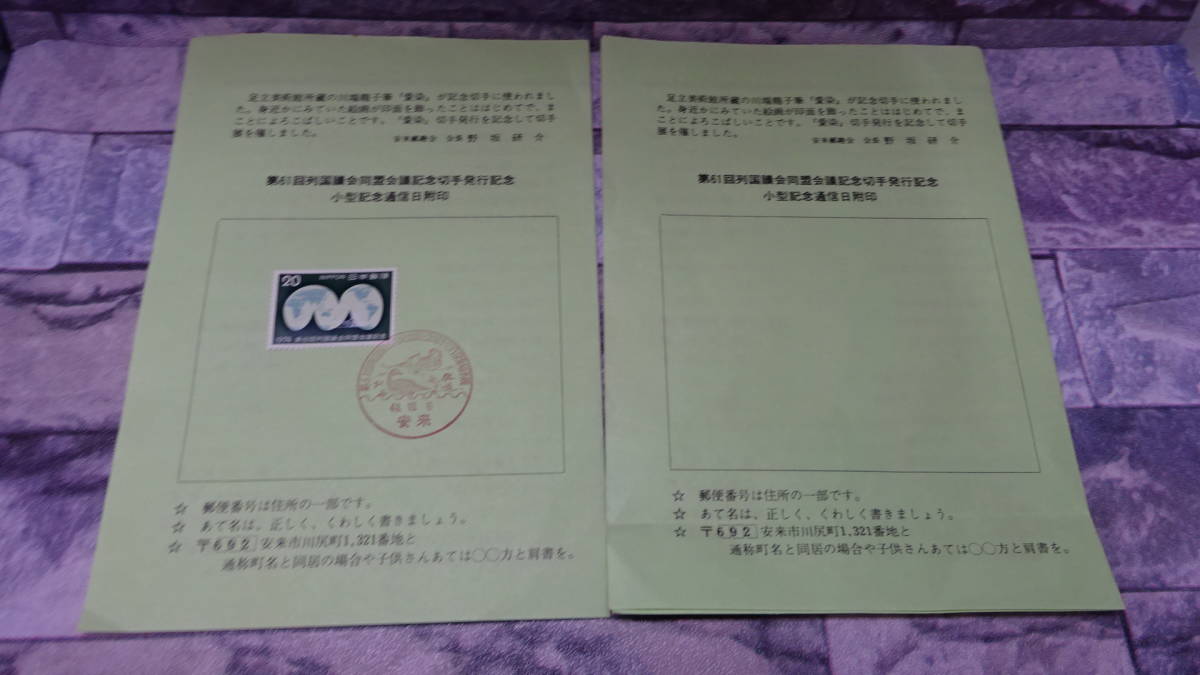 足立美術館所蔵の川端龍子筆『愛染』が記念切手に使われまし
た。身近かにみていた絵画が印面を飾ったことははじめてで、ま
ことによろこばしいことです。『愛染』切手発行を記念して切手
展を催しました。
安来郵趣会 会長 野坂研介
第61回列国議会同盟会議記念切手発行記念
小型記念通信日附印
20 NIPPON 日本郵便
1974 第61回列国議会同盟会議記念
安来
☆ 郵便番号は住所の一部です。
☆ あて名は、正しく、くわしく書きましょう。
☆ 〒692 安来市川尻町1,321番地と
通称町名と同居の場合や子供さんあては〇〇方と肩書を。
足立美術館所蔵の川端龍子筆『愛染』が記念切手に使われまし
た。身近かにみていた絵画が印面を飾ったことははじめてで、ま
ことによろこばしいことです。『愛染』切手発行を記念して切手
展を催しました。
安来郵趣会 会長 野坂研介
第61回列国議会同盟会議記念切手発行記念
小型記念通信日附印
☆ 郵便番号は住所の一部です。
☆ あて名は、正しく、くわしく書きましょう。
☆ 〒692 安来市川尻町1,321番地と
通称町名と同居の場合や子供さんあては〇〇方と肩書を。